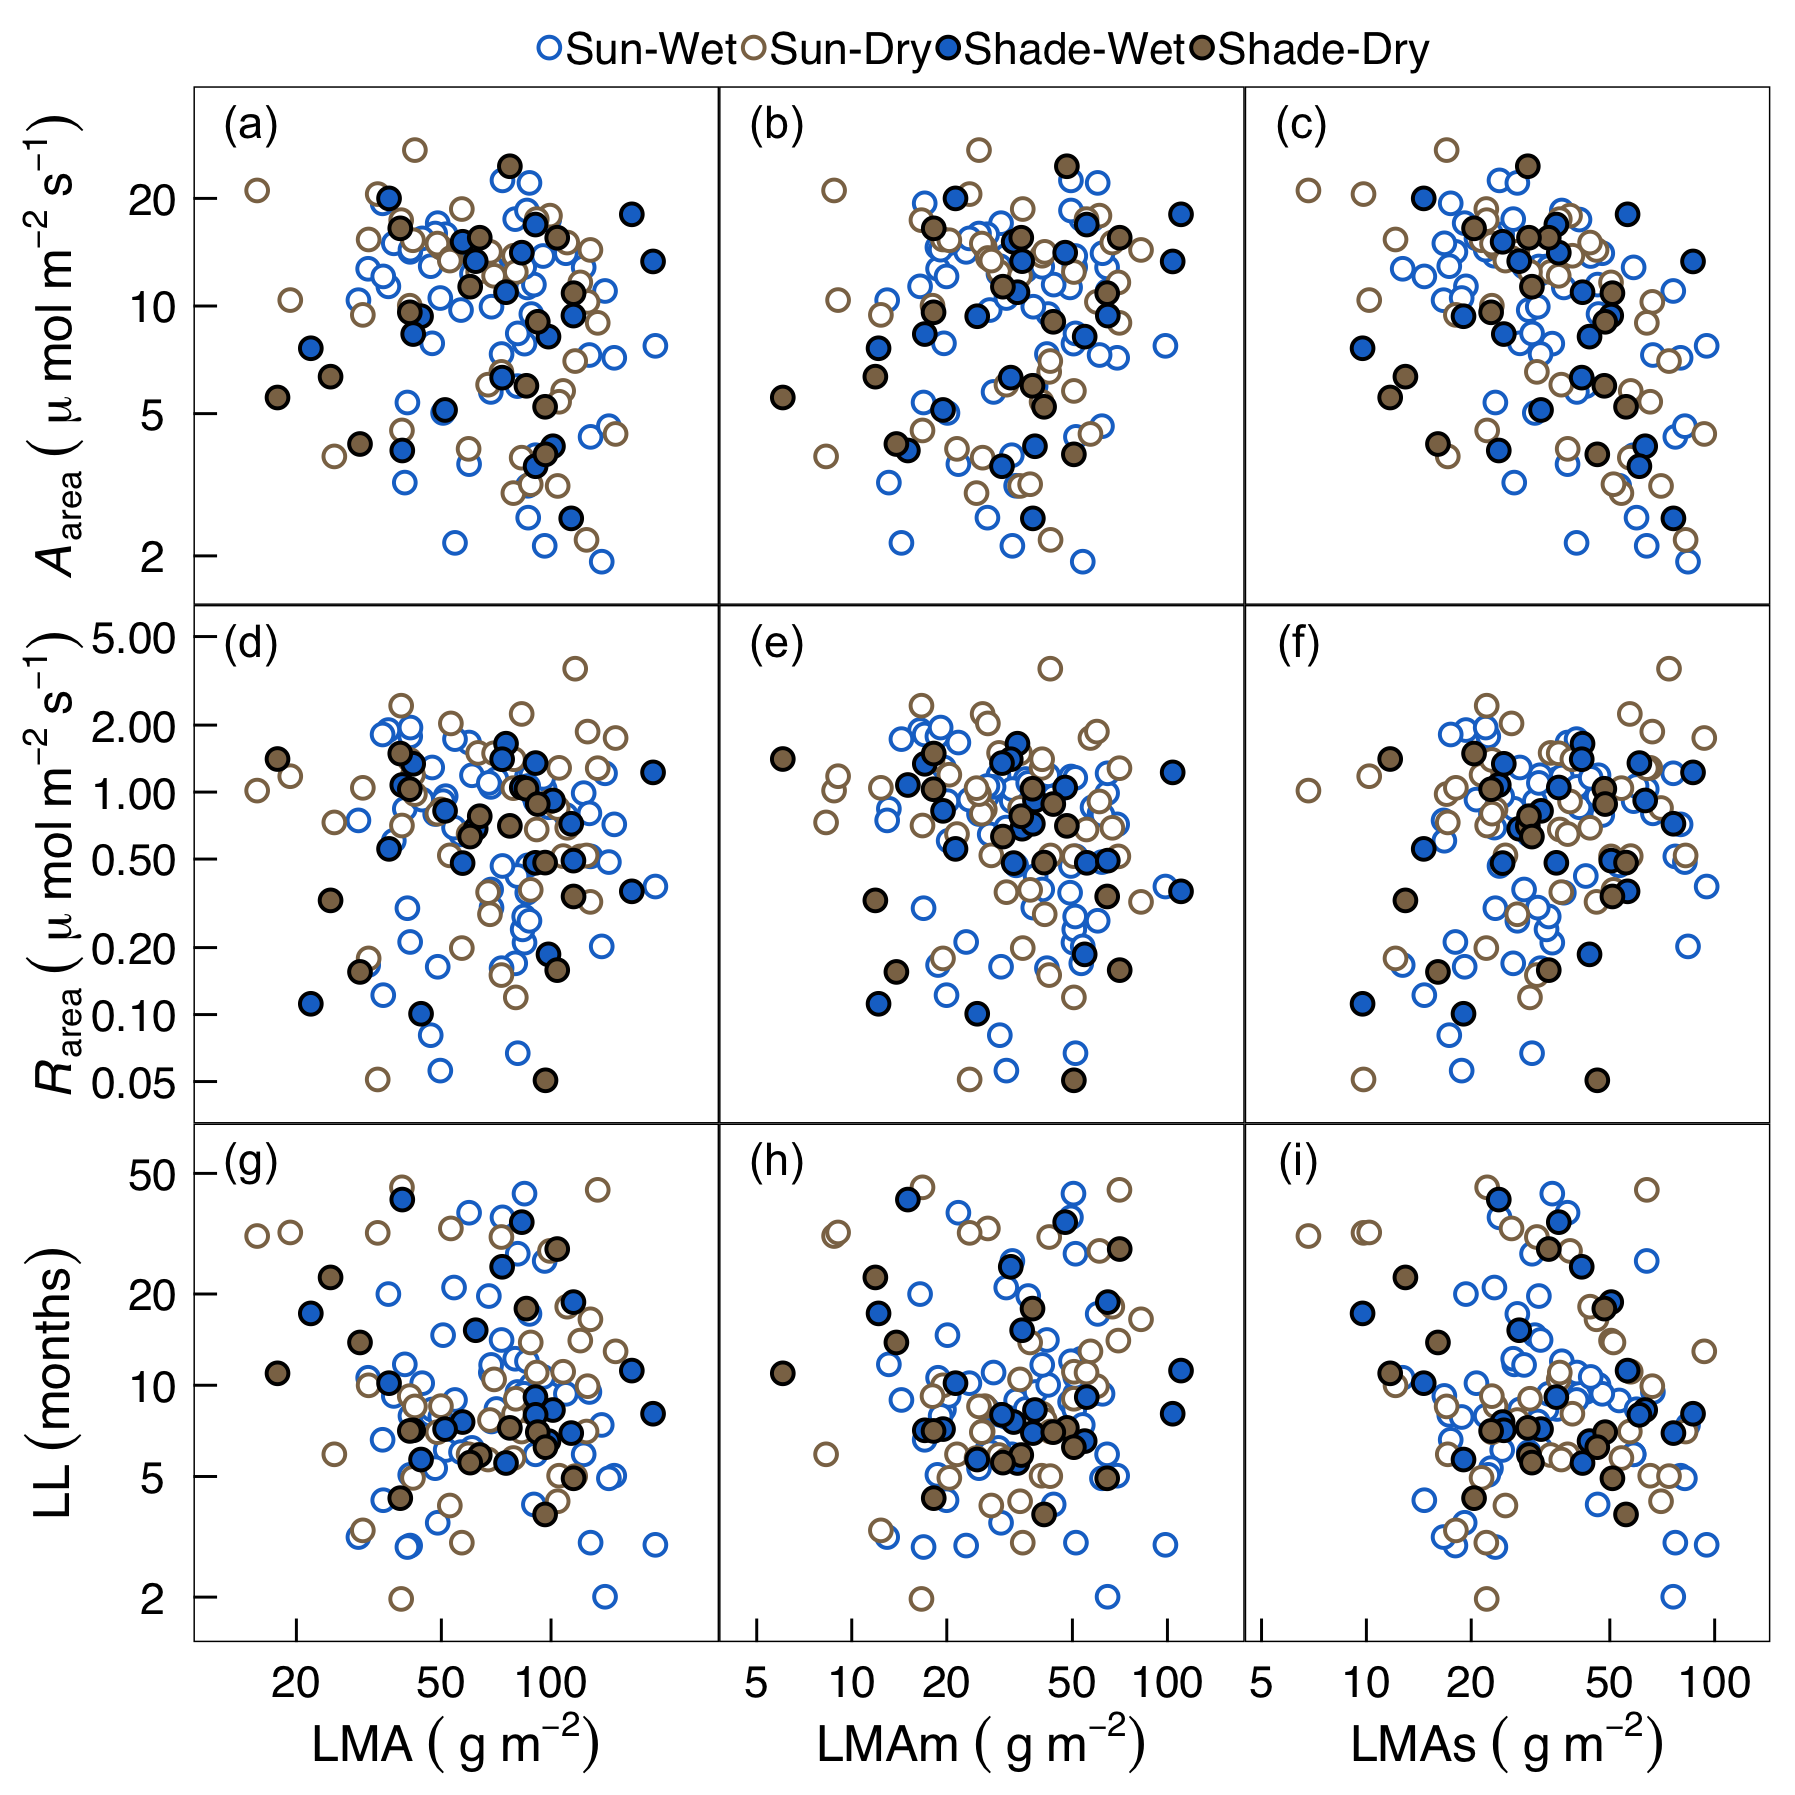 Sun-Wet Sun-Dry Shade-Wet Shade-Dry
(a) (b) (c)
A area ( μ mol m⁻² s⁻¹ )
20
10
5
2
(d) (e) (f)
R area ( μ mol m⁻² s⁻¹ )
5.00
2.00
1.00
0.50
0.20
0.10
0.05
(g) (h) (i)
LL (months)
50
20
10
5
2
20 50 100 5 10 20 50 100 5 10 20 50 100
LMA ( g m⁻²) LMAm ( g m⁻²) LMAs ( g m⁻²)